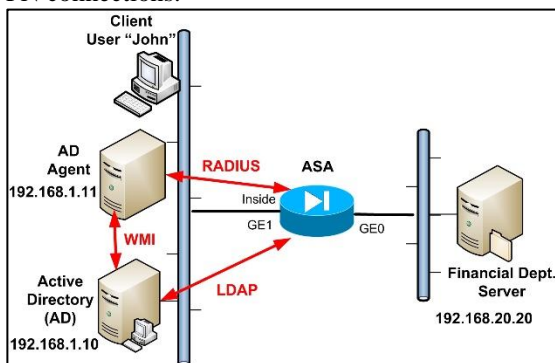 Client
User "John"
AD
Agent
192.168.1.11
RADIUS
ASA
Inside
GE1
GE0
WMI
LDAP
Active
Directory
(AD)
192.168.1.10
Financial Dept.
Server
192.168.20.20